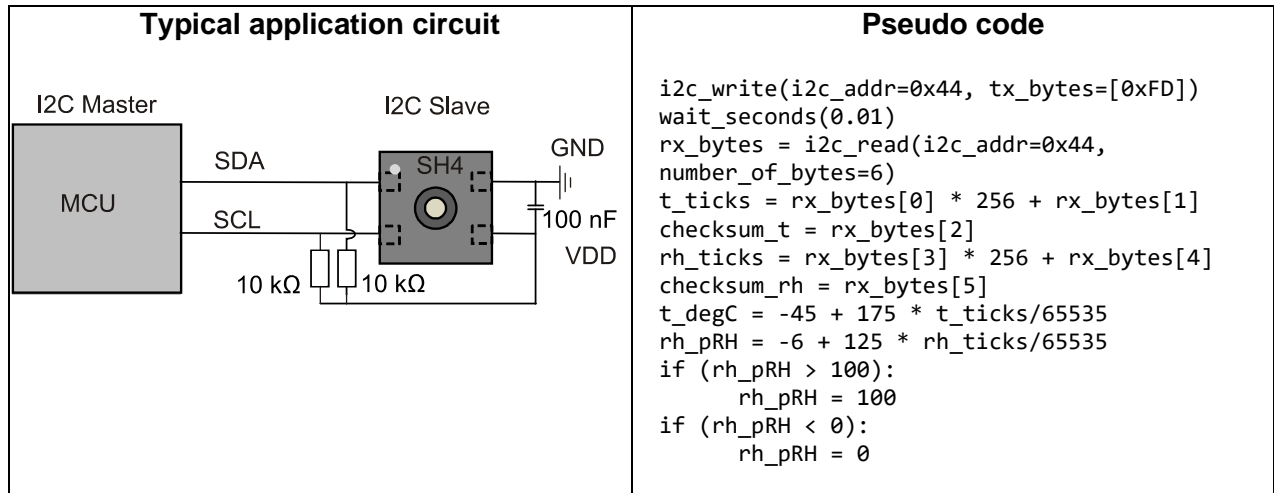 Typical application circuit
I2C Master
I2C Slave
MCU
SDA
SCL
SH4
GND
100 nF
VDD
10 kΩ
10 kΩ
Pseudo code
i2c_write(i2c_addr=0x44, tx_bytes=[0xFD])
wait_seconds(0.01)
rx_bytes = i2c_read(i2c_addr=0x44,
number_of_bytes=6)
t_ticks = rx_bytes[0] * 256 + rx_bytes[1]
checksum_t = rx_bytes[2]
rh_ticks = rx_bytes[3] * 256 + rx_bytes[4]
checksum_rh = rx_bytes[5]
t_degC = -45 + 175 * t_ticks/65535
rh_pRH = -6 + 125 * rh_ticks/65535
if (rh_pRH > 100):
rh_pRH = 100
if (rh_pRH < 0):
rh_pRH = 0